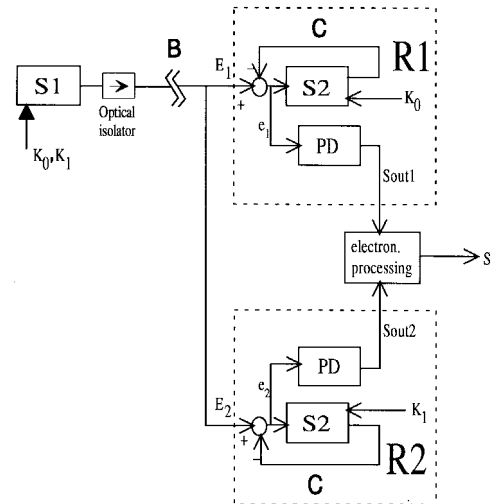 B
C
R1
S1
Optical
isolator
K0,K1
E1
−
+
S2
K0
e1
PD
Sout1
electron.
processing
S
Sout2
PD
e2
E2
+
−
S2
K1
R2
C